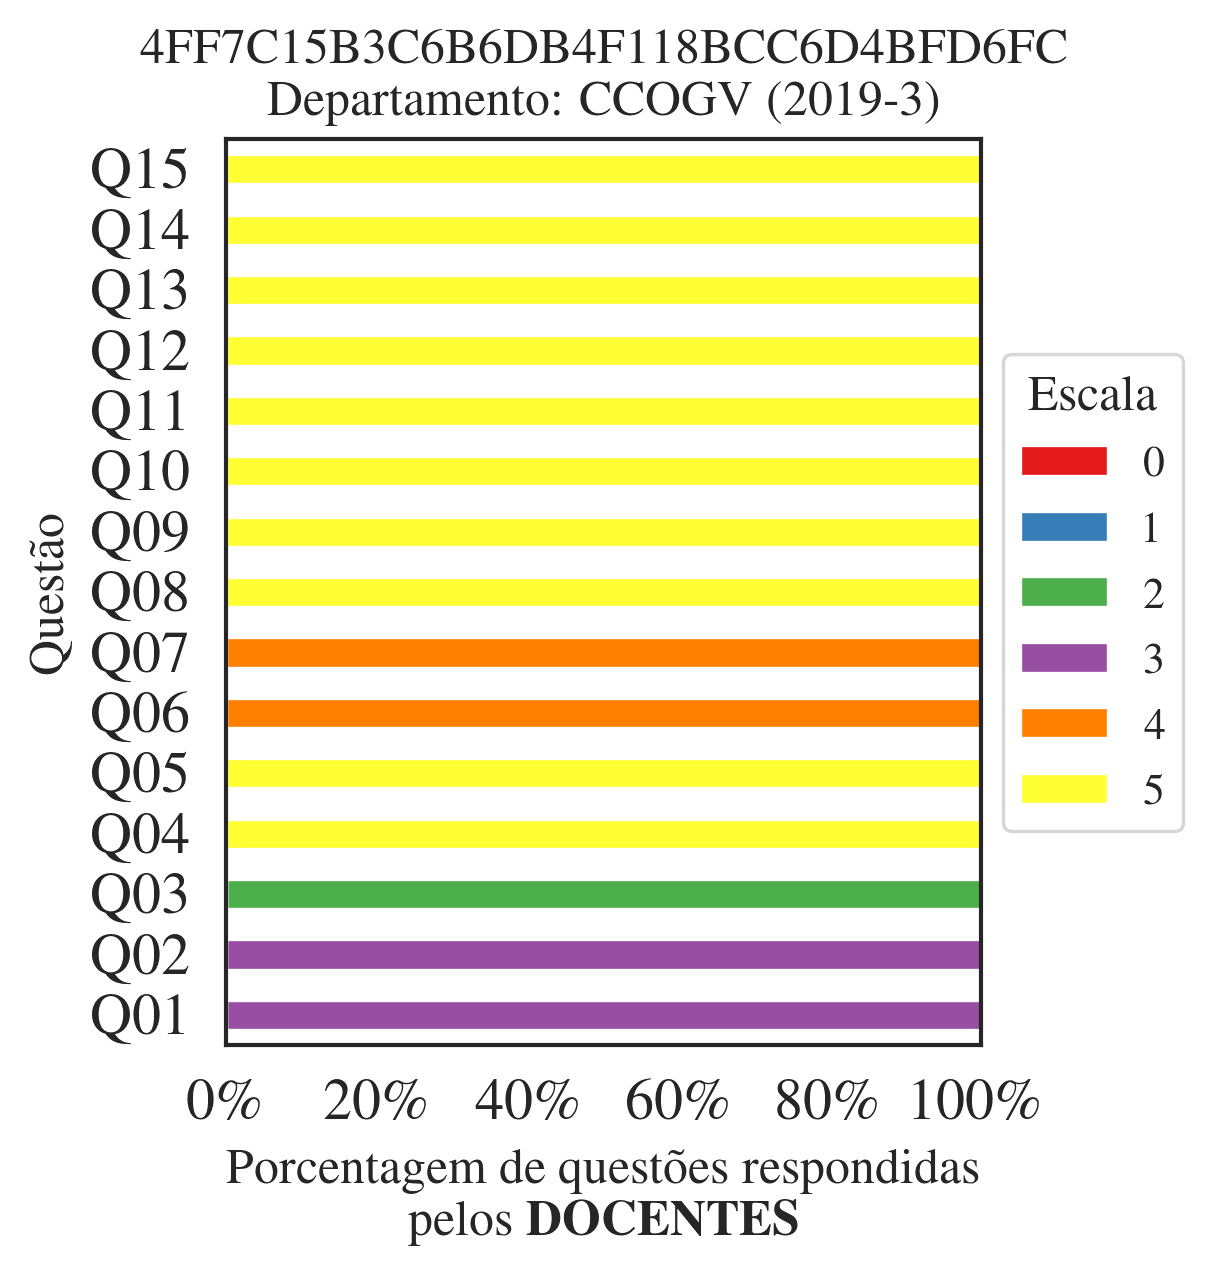 4FF7C15B3C6B6DB4F118BCC6D4BFD6FC
Departamento: CCOGV (2019-3)
Questão
Q15
Q14
Q13
Q12
Q11
Q10
Q09
Q08
Q07
Q06
Q05
Q04
Q03
Q02
Q01
0% 20% 40% 60% 80% 100%
Porcentagem de questões respondidas
pelos DOCENTES
Escala
0
1
2
3
4
5